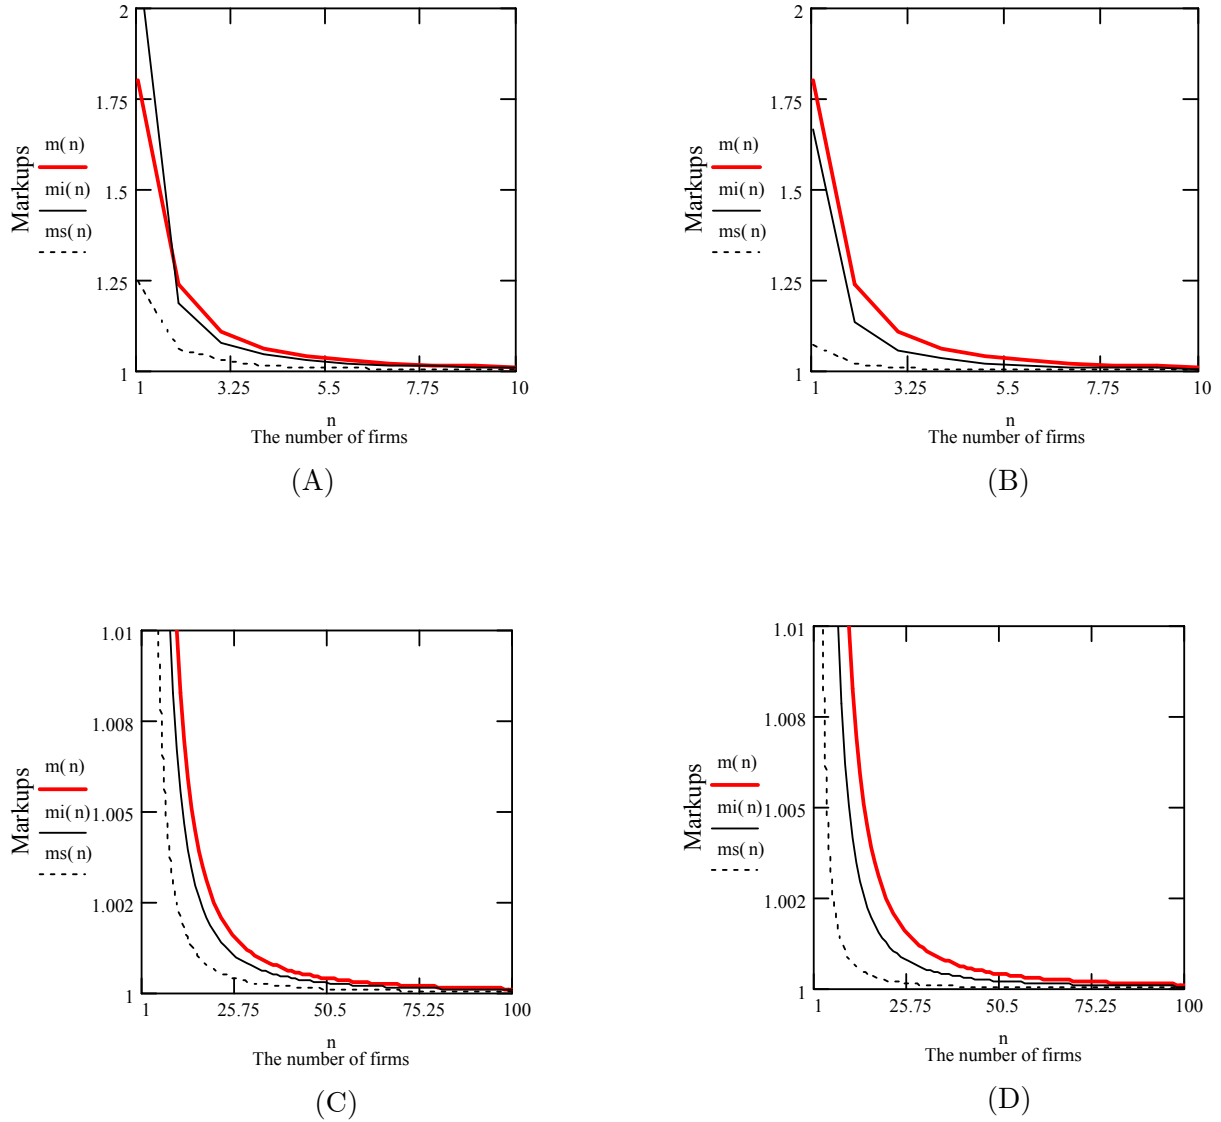 2
1.75
1.5
1.25
1
Markups
m( n)
mi( n)
ms( n)
1
3.25
5.5
7.75
10
n
The number of firms
(A)
2
1.75
1.5
1.25
1
Markups
m( n)
mi( n)
ms( n)
1
3.25
5.5
7.75
10
n
The number of firms
(B)
1.01
1.008
1.005
1.002
1
Markups
m( n)
mi( n)
ms( n)
1
25.75
50.5
75.25
100
n
The number of firms
(C)
1.01
1.008
1.005
1.002
1
Markups
m( n)
mi( n)
ms( n)
1
25.75
50.5
75.25
100
n
The number of firms
(D)